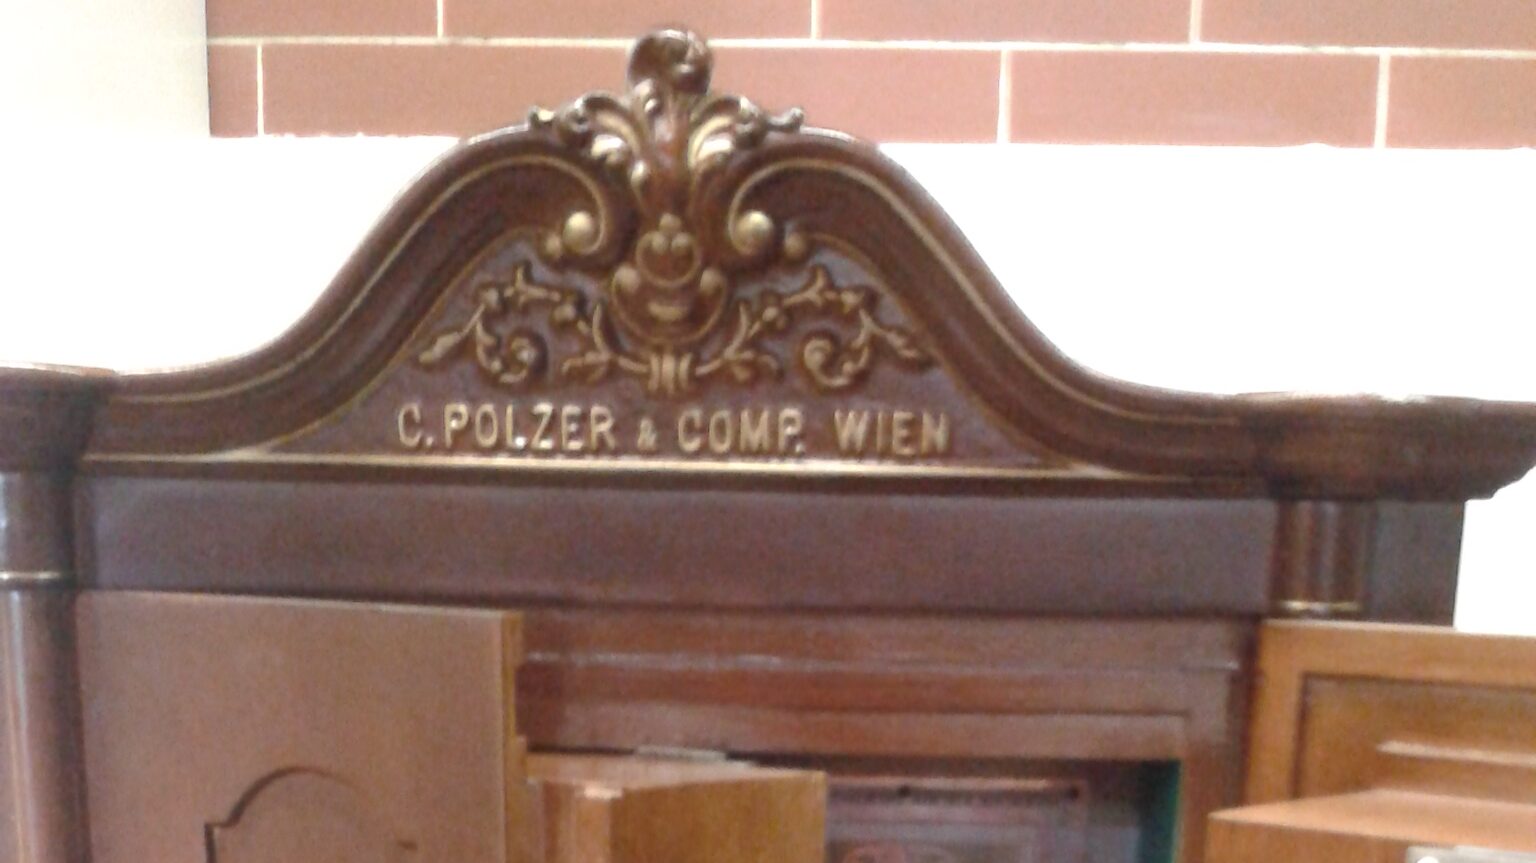 C. POLZER & COMP. WIEN